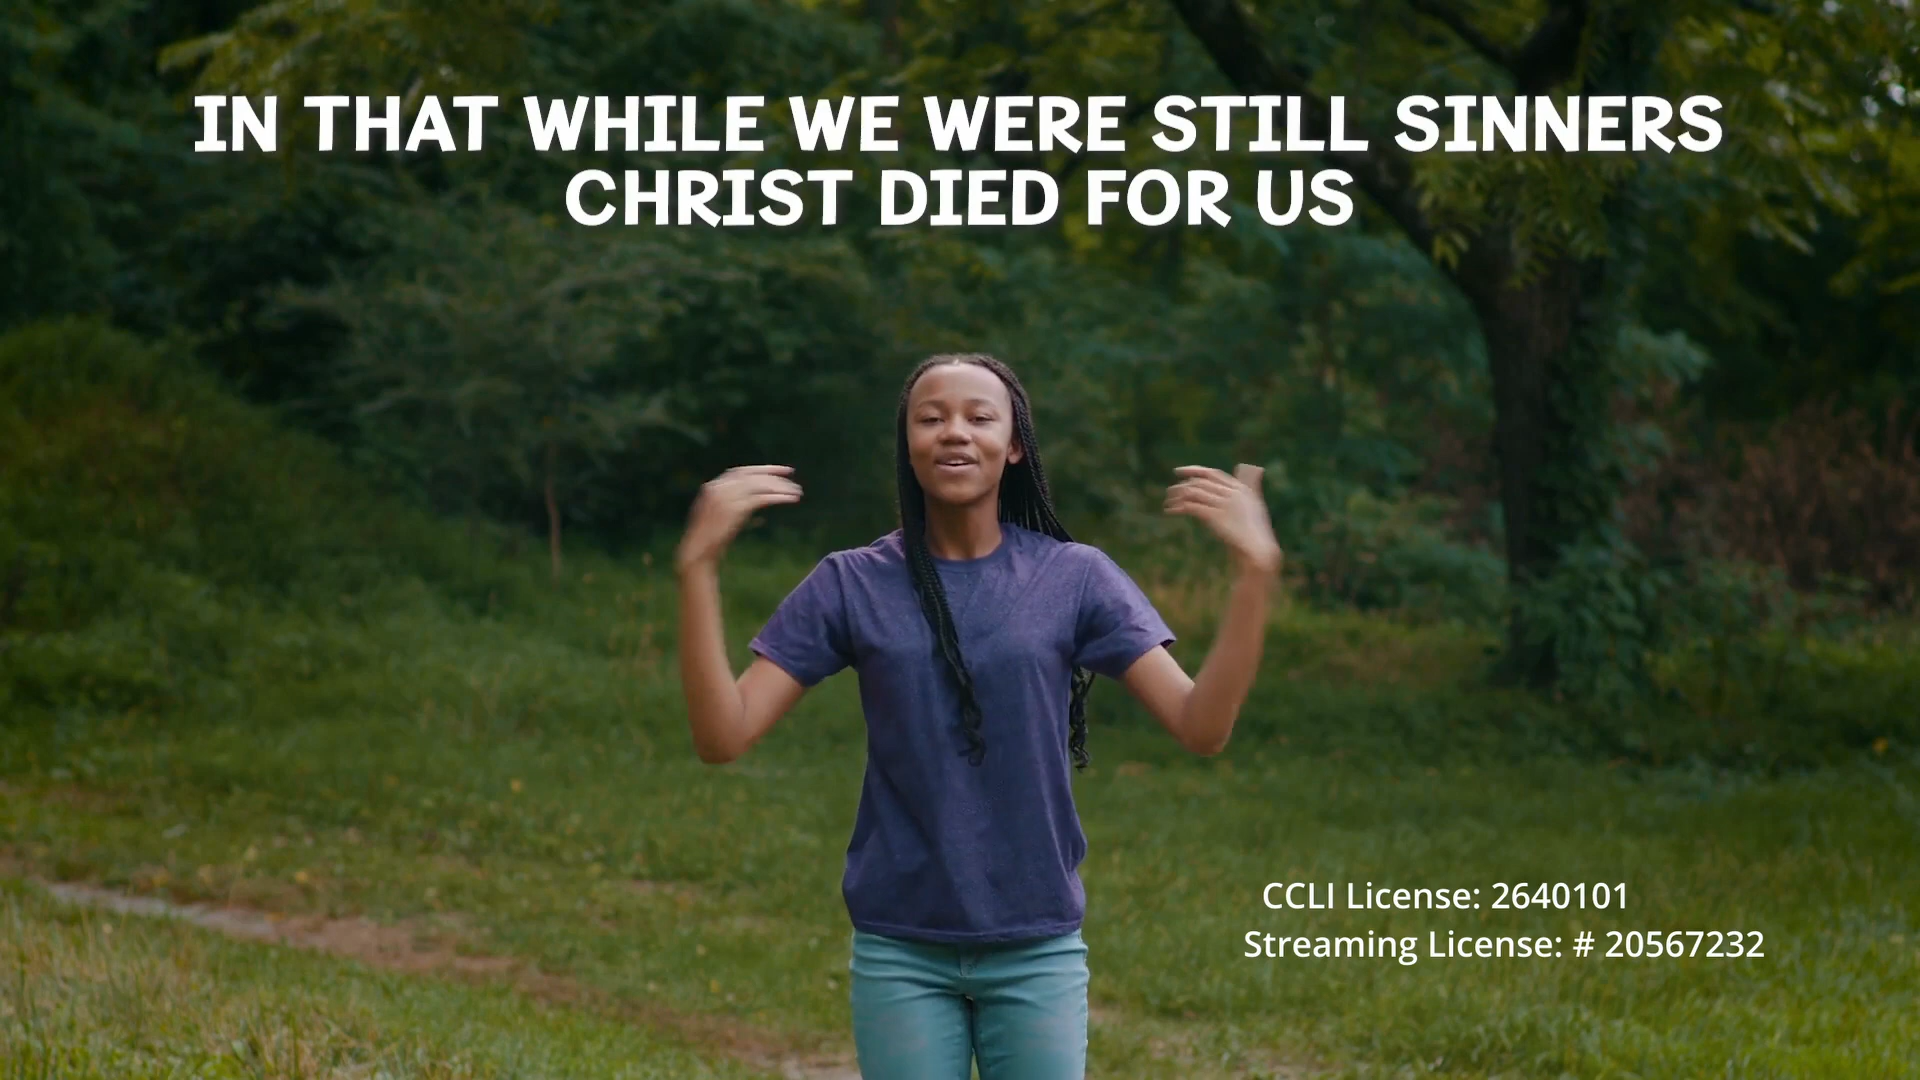 IN THAT WHILE WE WERE STILL SINNERS
CHRIST DIED FOR US
CCLI License: 2640101
Streaming License: # 20567232